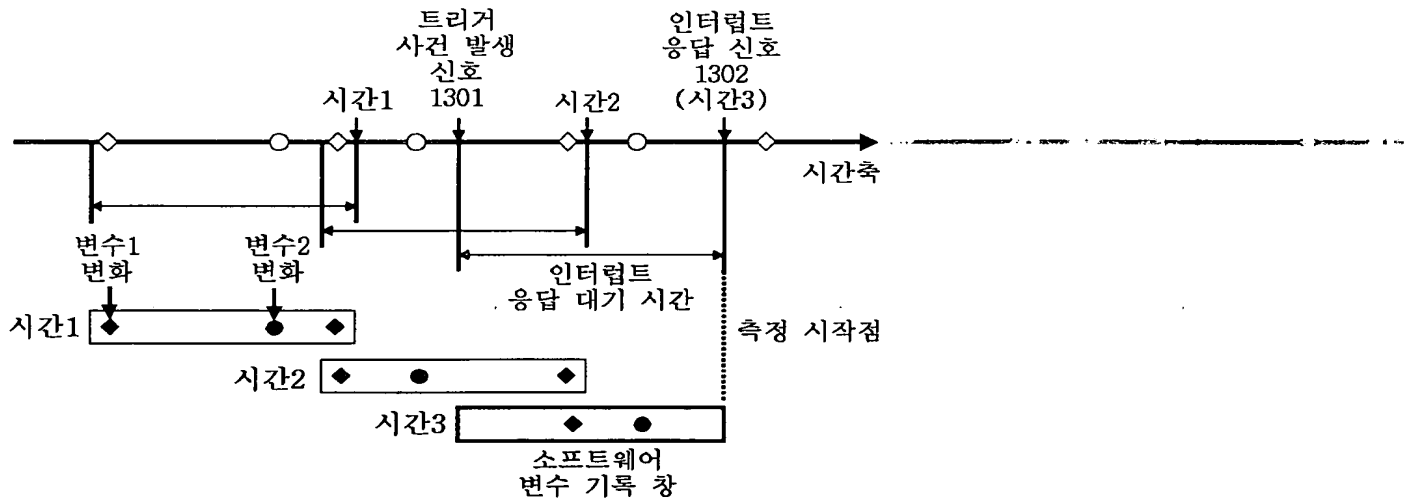 트리거
사건 발생
신호
1301
인터럽트
응답 신호
1302
(시간3)
시간1
시간2
시간축
변수1
변화
변수2
변화
인터럽트
응답 대기 시간
시간1
측정 시작점
시간2
시간3
소프트웨어
변수 기록 창